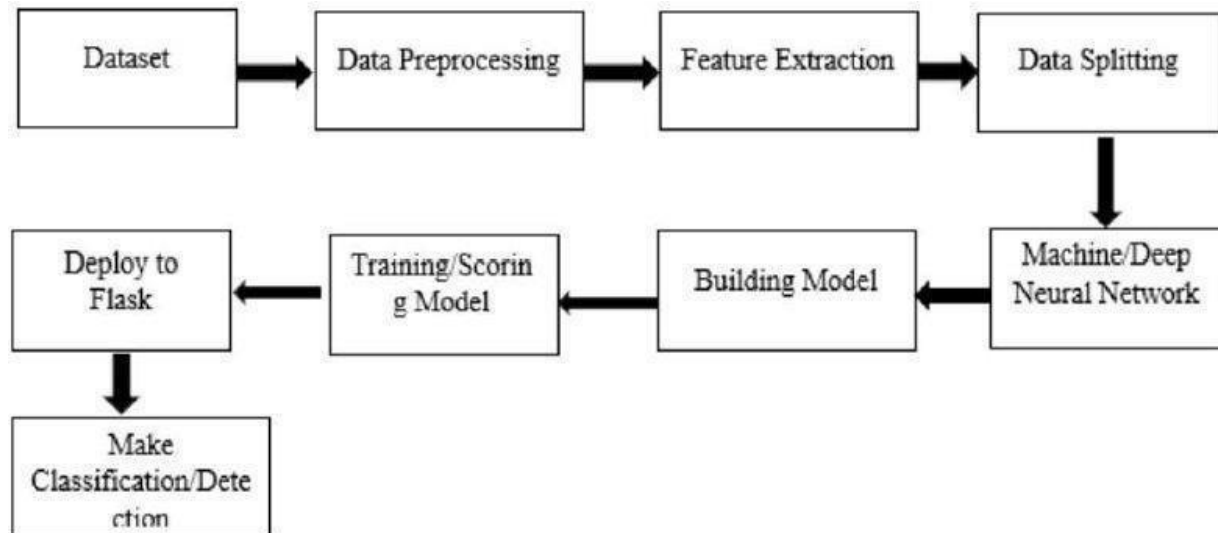 Dataset
Data Preprocessing
Feature Extraction
Data Splitting
Machine/Deep
Neural Network
Building Model
Training/Scorin
g Model
Deploy to
Flask
Make
Classification/Dete
ction